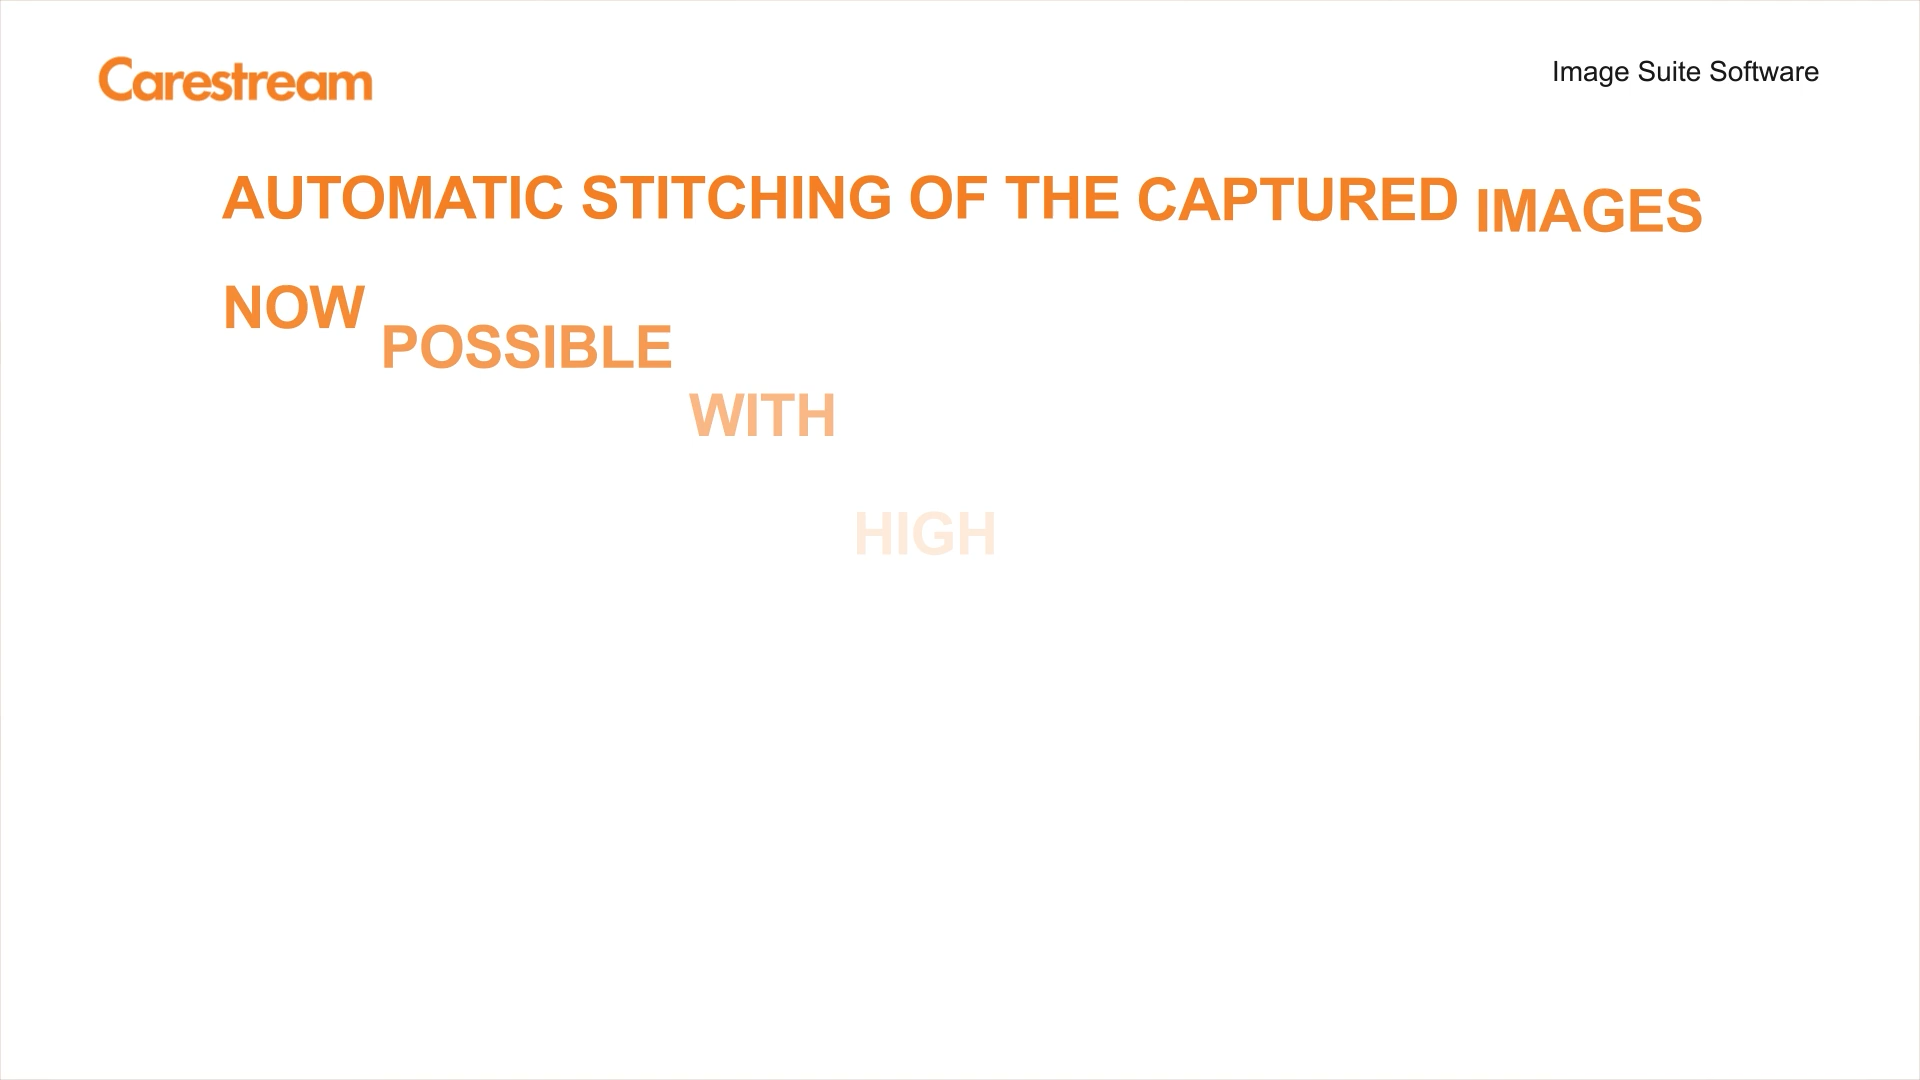 Carestream
Image Suite Software
AUTOMATIC STITCHING OF THE CAPTURED IMAGES
NOW POSSIBLE WITH HIGH